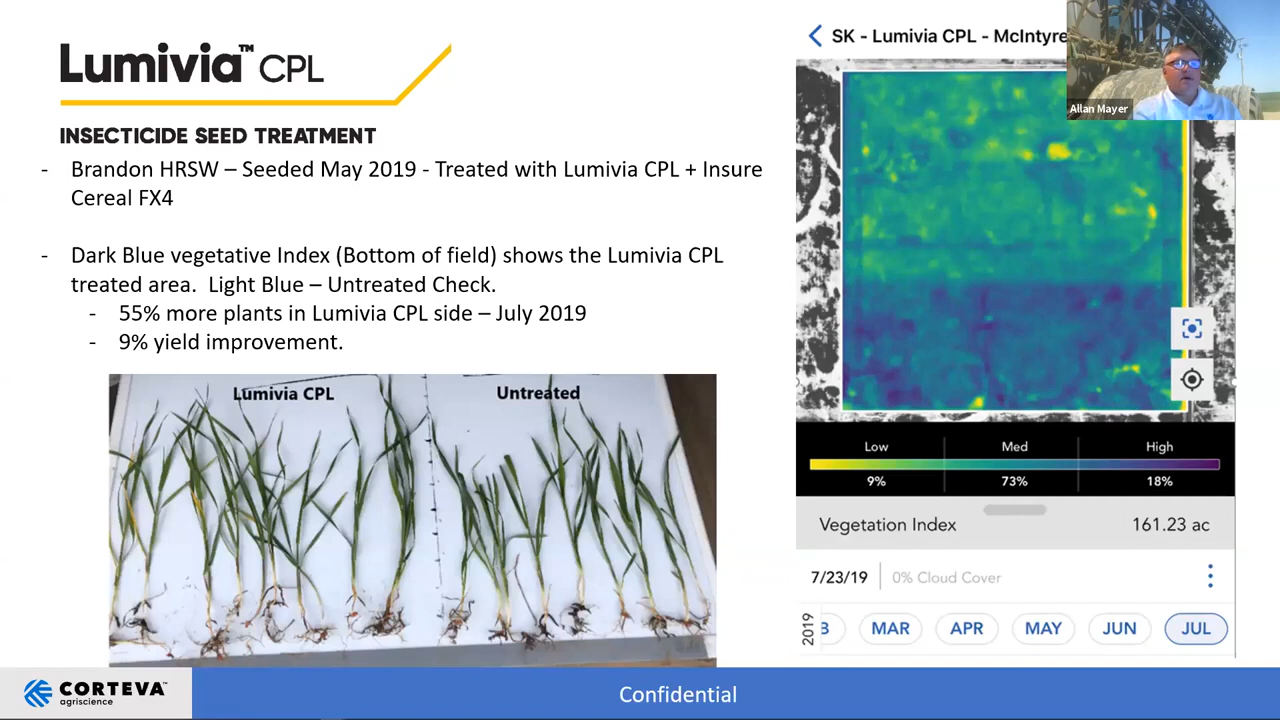 Lumivia™ CPL
INSECTICIDE SEED TREATMENT
- Brandon HRSW – Seeded May 2019 - Treated with Lumivia CPL + Insure
Cereal FX4
- Dark Blue vegetative Index (Bottom of field) shows the Lumivia CPL
treated area. Light Blue – Untreated Check.
- 55% more plants in Lumivia CPL side – July 2019
- 9% yield improvement.
Lumivia CPL
Untreated
SK - Lumivia CPL - McIntyre
Allan Mayer
Low Med High
9% 73% 18%
Vegetation Index 161.23 ac
7/23/19 0% Cloud Cover
2019 B MAR APR MAY JUN JUL
CORTEVA™
agriscience
Confidential